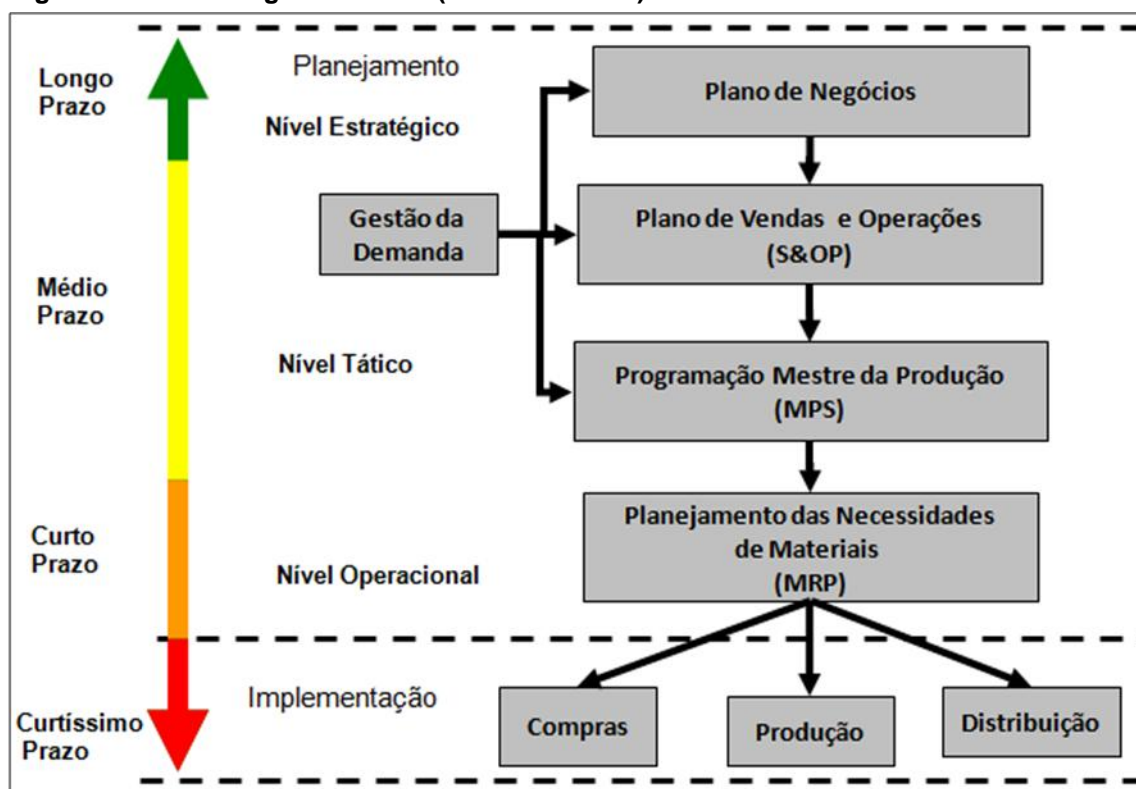 Longo
Prazo
Planejamento
Nível Estratégico
Plano de Negócios
Gestão da
Demanda
Plano de Vendas e Operações
(S&OP)
Médio
Prazo
Nível Tático
Programação Mestre da Produção
(MPS)
Curto
Prazo
Nível Operacional
Planejamento das Necessidades
de Materiais
(MRP)
Curtíssimo
Prazo
Implementação
Compras
Produção
Distribuição